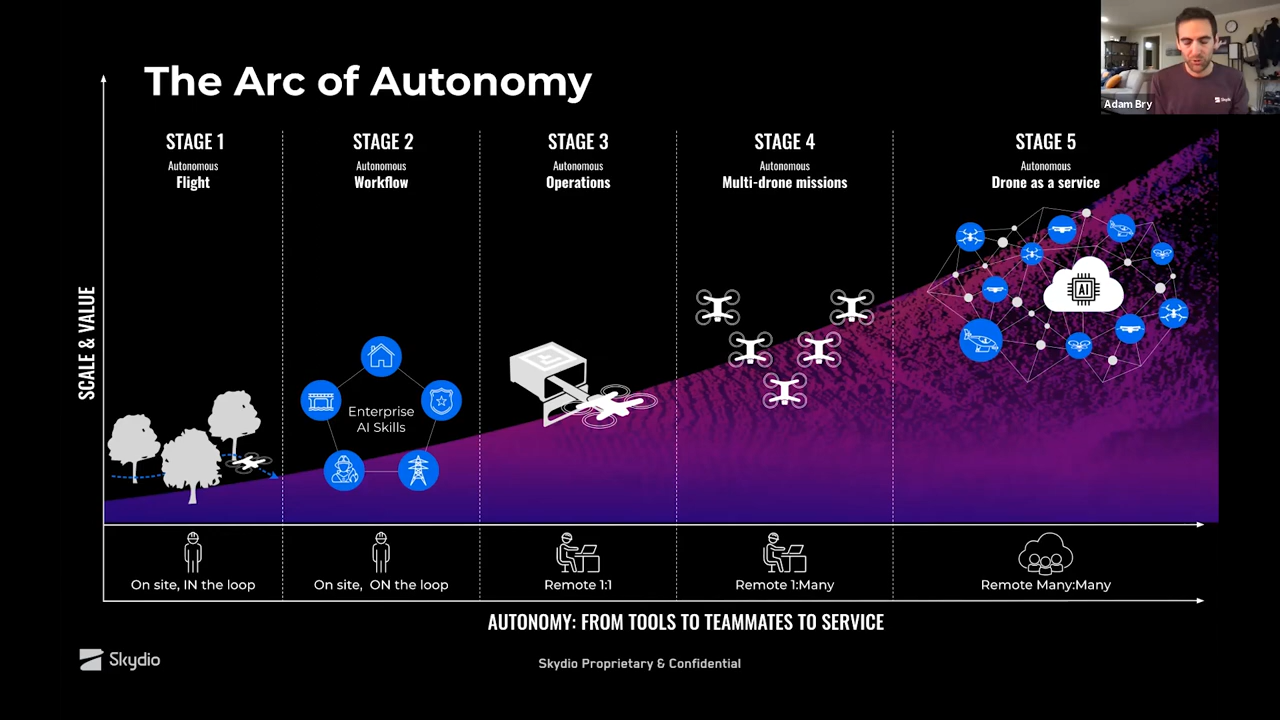 The Arc of Autonomy
Adam Bry
Skydio
STAGE 1
Autonomous
Flight
STAGE 2
Autonomous
Workflow
STAGE 3
Autonomous
Operations
STAGE 4
Autonomous
Multi-drone missions
STAGE 5
Autonomous
Drone as a service
SCALE & VALUE
Enterprise
AI Skills
AI
On site, IN the loop
On site, ON the loop
Remote 1:1
Remote 1:Many
Remote Many:Many
AUTONOMY: FROM TOOLS TO TEAMMATES TO SERVICE
Skydio
Skydio Proprietary & Confidential